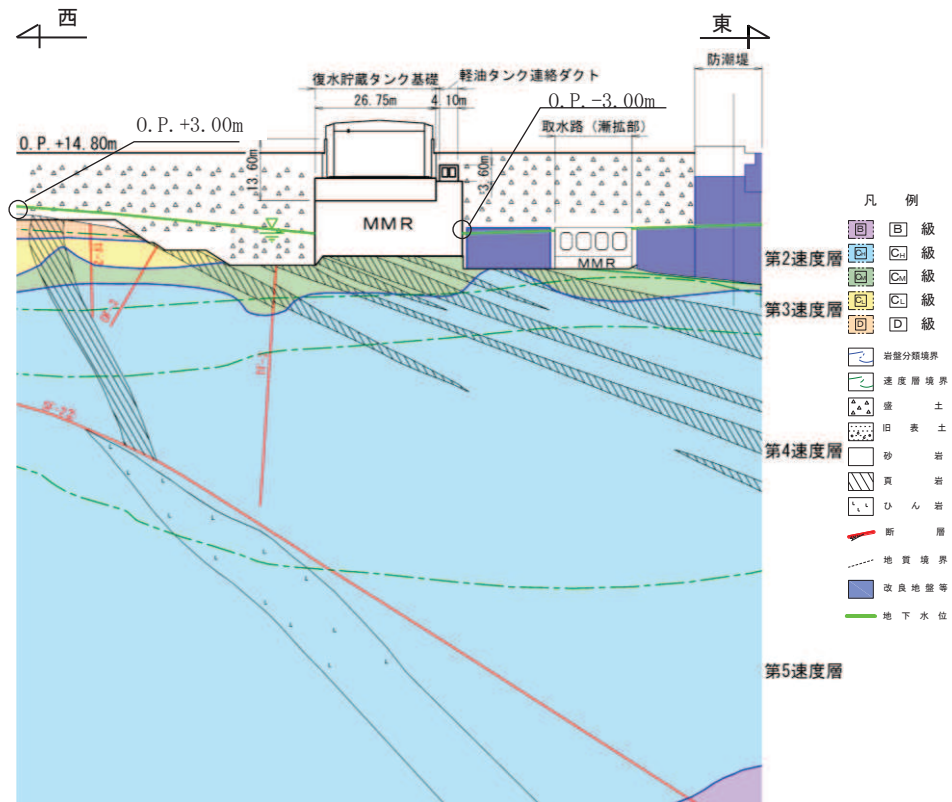 西
東
防潮堤
復水貯蔵タンク基礎
軽油タンク連絡ダクト
26.75m
4.10m
O.P.-3.00m
O.P.+3.00m
取水路（漸拡部）
O.P.+14.80m
13.60m
3.60m
MMR
MMR
凡 例
B B 級
CH CH 級
CM CM 級
CL CL 級
D D 級
岩盤分類境界
速度層境界
盛土
旧表土
砂岩
頁岩
ひん岩
断層
地質境界
改良地盤等
地下水位
第2速度層
第3速度層
第4速度層
第5速度層
SF-22